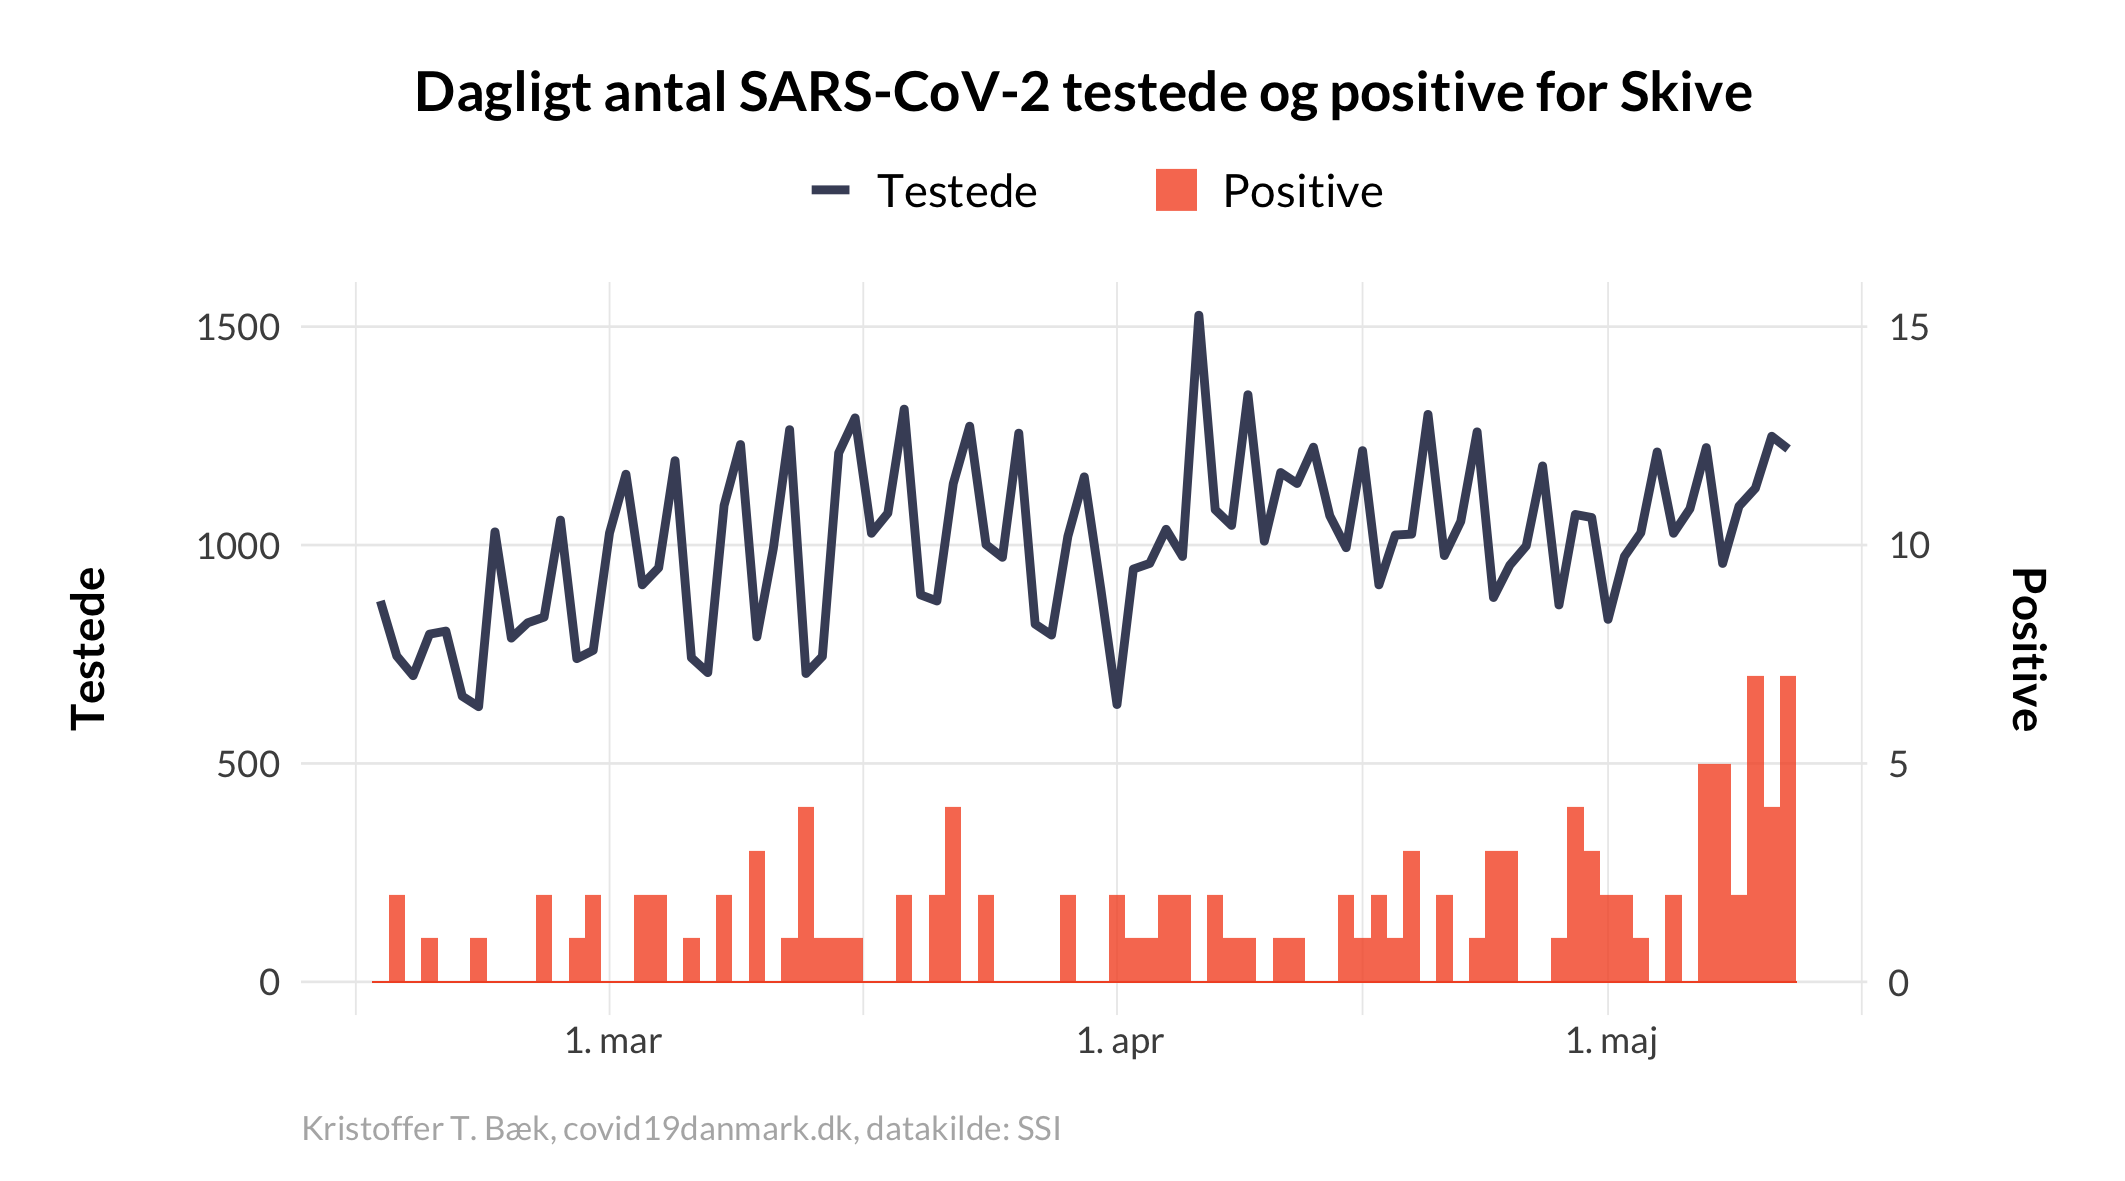 Dagligt antal SARS-CoV-2 testede og positive for Skive
Testede
Positive
1500
1000
500
0
15
10
5
0
Testede
Positive
1. mar
1. apr
1. maj
Kristoffer T. Bæk, covid19danmark.dk, datakilde: SSI